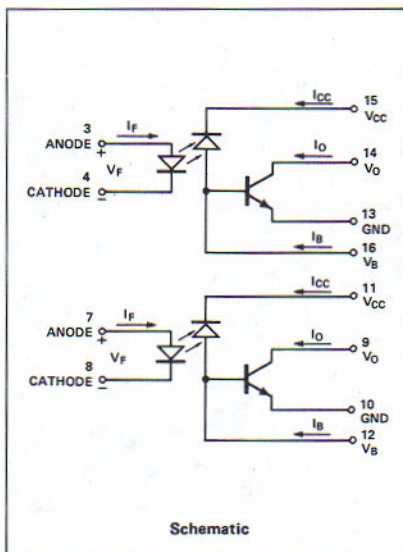 ICC 15
VCC
3 IF
ANODE +
VF
IO 14
VO
4
CATHODE −
13
GND
IB 16
VB
ICC 11
VCC
7 IF
ANODE +
VF
IO 9
VO
8
CATHODE −
10
GND
IB 12
VB
Schematic